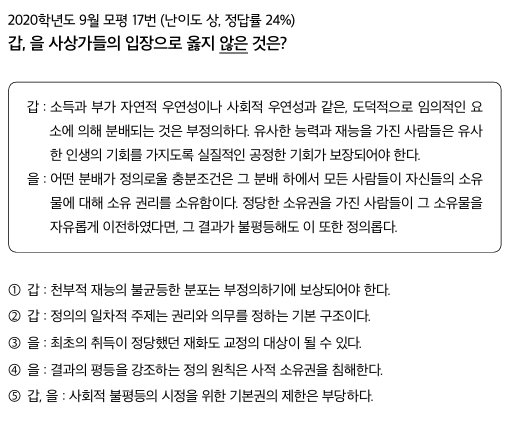 2020학년도 9월 모평 17번 (난이도 상, 정답률 24%)
갑, 을 사상가들의 입장으로 옳지 않은 것은?
갑 : 소득과 부가 자연적 우연성이나 사회적 우연성과 같은, 도덕적으로 임의적인 요
소에 의해 분배되는 것은 부정의하다. 유사한 능력과 재능을 가진 사람들은 유사
한 인생의 기회를 가지도록 실질적인 공정한 기회가 보장되어야 한다.
을 : 어떤 분배가 정의로울 충분조건은 그 분배 하에서 모든 사람들이 자신들의 소유
물에 대해 소유 권리를 소유함이다. 정당한 소유권을 가진 사람들이 그 소유물을
자유롭게 이전하였다면, 그 결과가 불평등해도 이 또한 정의롭다.
① 갑 : 천부적 재능의 불균등한 분포는 부정의하기에 보상되어야 한다.
② 갑 : 정의의 일차적 주제는 권리와 의무를 정하는 기본 구조이다.
③ 을 : 최초의 취득이 정당했던 재화도 교정의 대상이 될 수 있다.
④ 을 : 결과의 평등을 강조하는 정의 원칙은 사적 소유권을 침해한다.
⑤ 갑, 을 : 사회적 불평등의 시정을 위한 기본권의 제한은 부당하다.